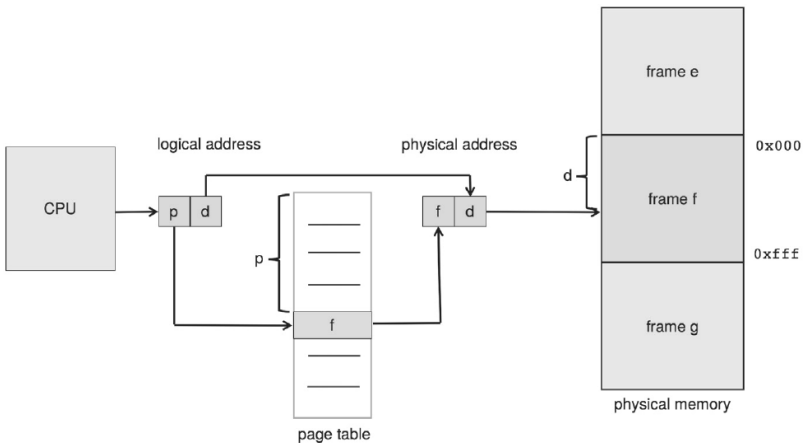 frame e
logical address
physical address
0x000
d
CPU
p d
f d
frame f
p
0xfff
f
frame g
physical memory
page table